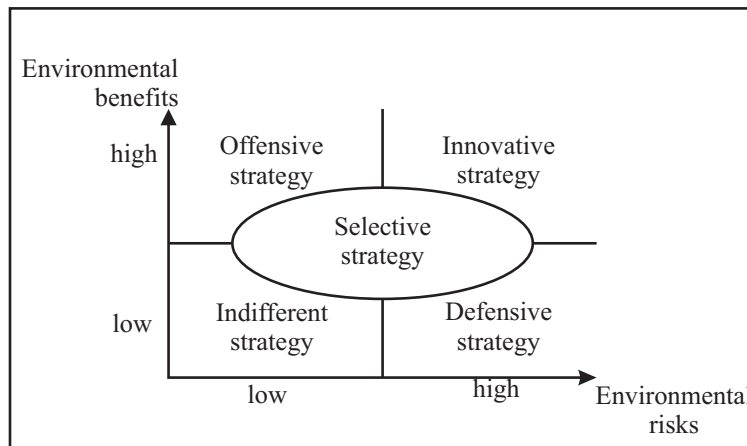 Environmental
benefits
high
Offensive
strategy
Innovative
strategy
Selective
strategy
low
Indifferent
strategy
Defensive
strategy
low
high
Environmental
risks